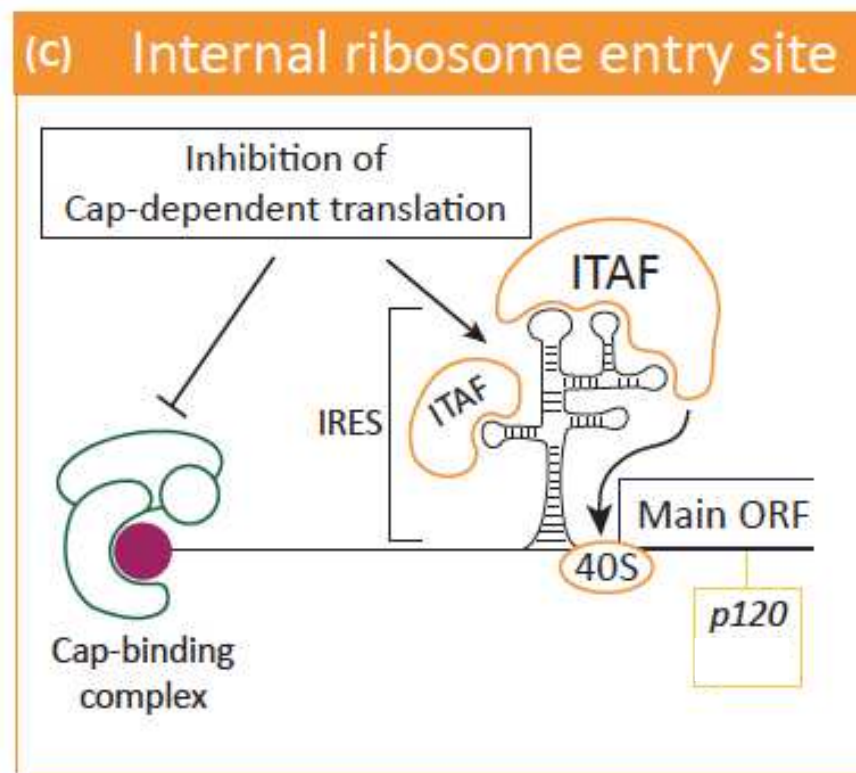 (C) Internal ribosome entry site
Inhibition of
Cap-dependent translation
ITAF
ITAF
IRES
Main ORF
40S
p120
Cap-binding
complex